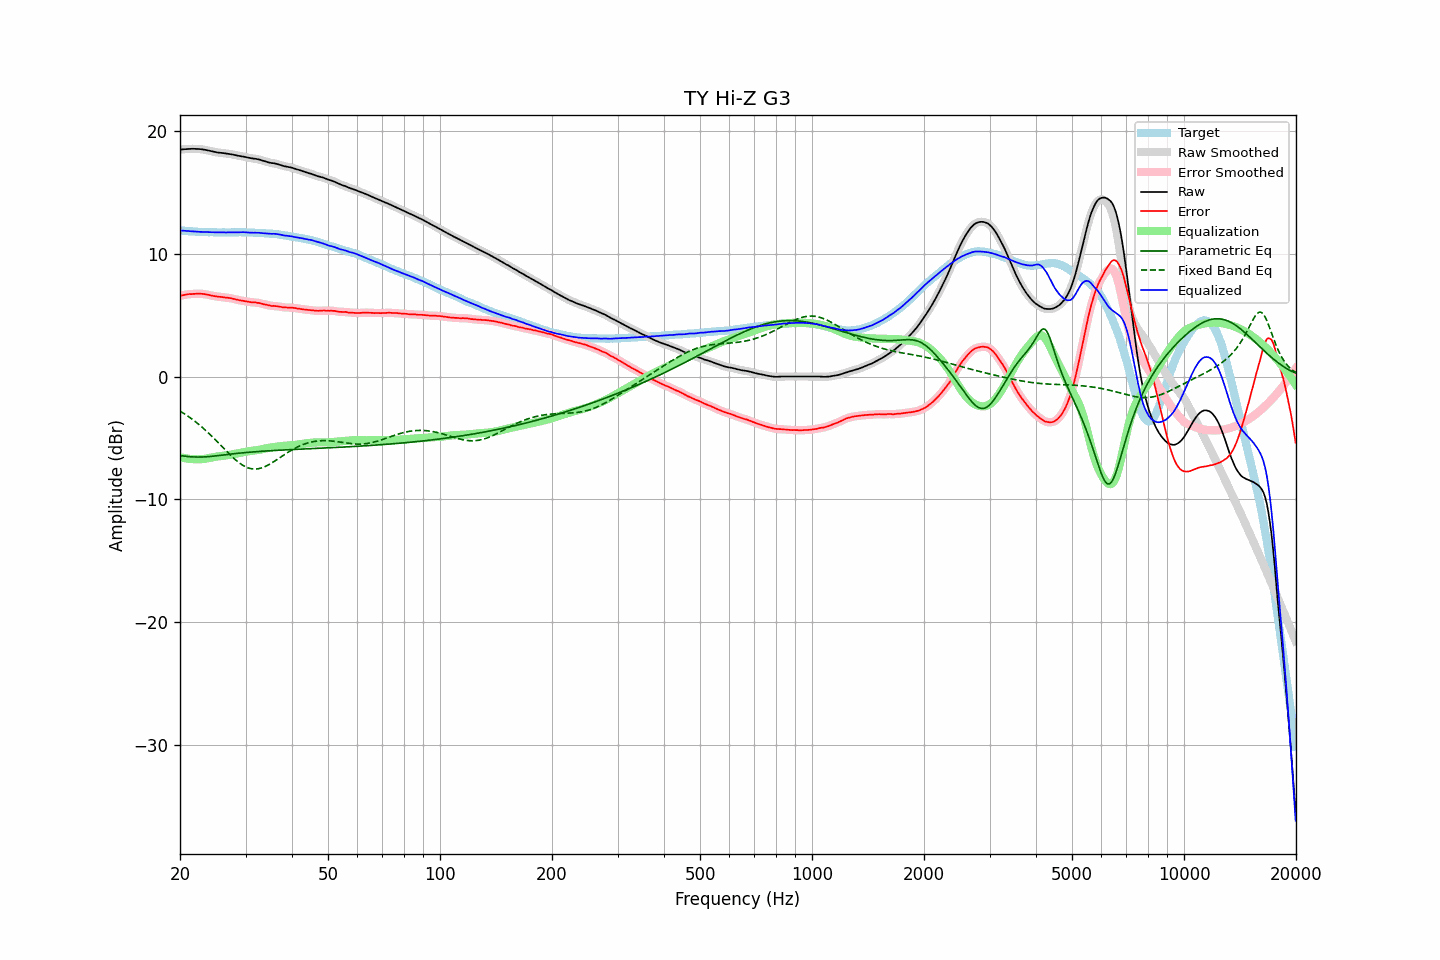 TY Hi-Z G3
20
10
0
−10
−20
−30
Amplitude (dBr)
20
50
100
200
500
1000
2000
5000
10000
20000
Frequency (Hz)
Target
Raw Smoothed
Error Smoothed
Raw
Error
Equalization
Parametric Eq
Fixed Band Eq
Equalized